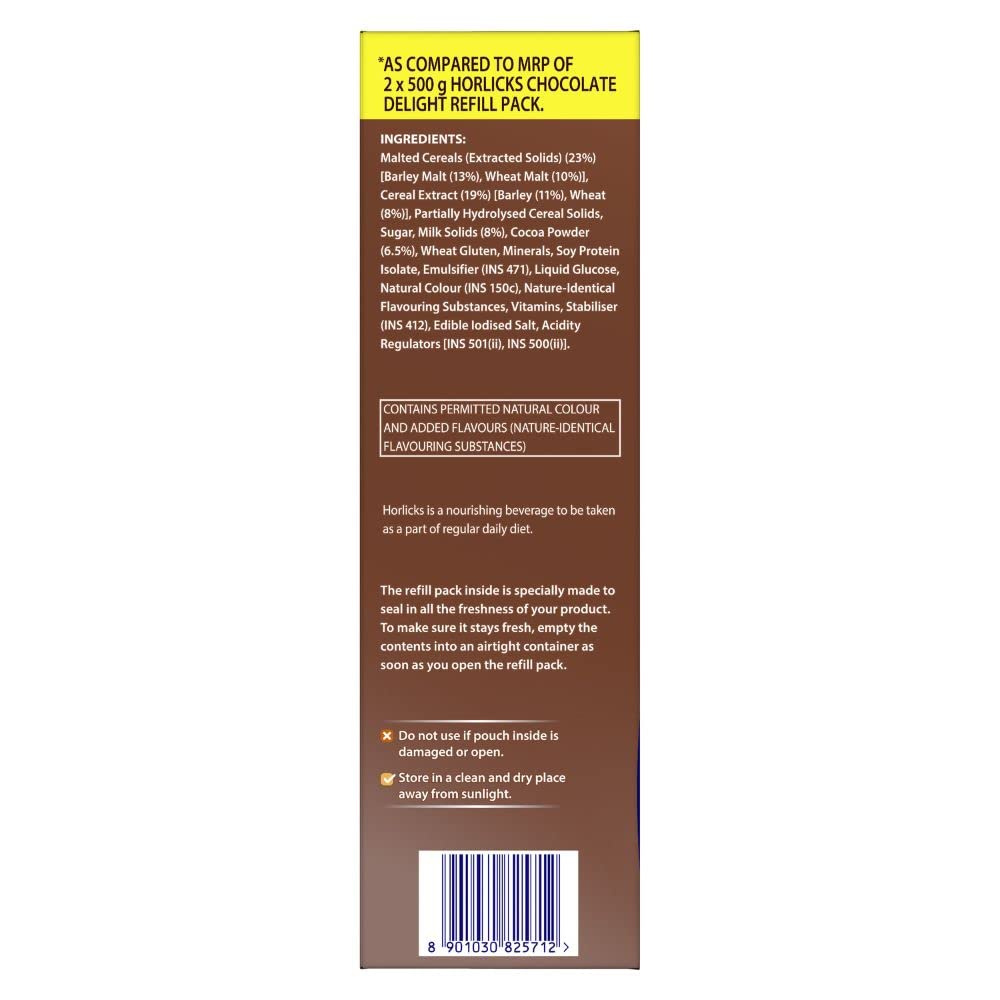 *AS COMPARED TO MRP OF
2 x 500 g HORLICKS CHOCOLATE
DELIGHT REFILL PACK.
INGREDIENTS:
Malted Cereals (Extracted Solids) (23%)
[Barley Malt (13%), Wheat Malt (10%)],
Cereal Extract (19%) [Barley (11%), Wheat
(8%)], Partially Hydrolysed Cereal Solids,
Sugar, Milk Solids (8%), Cocoa Powder
(6.5%), Wheat Gluten, Minerals, Soy Protein
Isolate, Emulsifier (INS 471), Liquid Glucose,
Natural Colour (INS 150c), Nature-Identical
Flavouring Substances, Vitamins, Stabiliser
(INS 412), Edible Iodised Salt, Acidity
Regulators [INS 501(ii), INS 500(ii)].
CONTAINS PERMITTED NATURAL COLOUR
AND ADDED FLAVOURS (NATURE-IDENTICAL
FLAVOURING SUBSTANCES)
Horlicks is a nourishing beverage to be taken
as a part of regular daily diet.
The refill pack inside is specially made to
seal in all the freshness of your product.
To make sure it stays fresh, empty the
contents into an airtight container as
soon as you open the refill pack.
Do not use if pouch inside is
damaged or open.
Store in a clean and dry place
away from sunlight.
8 901030 825712 >